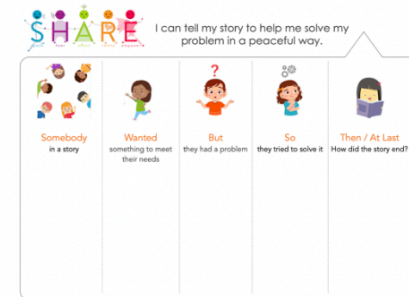 SHARE
I can tell my story to help me solve my
problem in a peaceful way.
?
Somebody
in a story
Wanted
something to meet
their needs
But
they had a problem
So
they tried to solve it
Then / At Last
How did the story end?